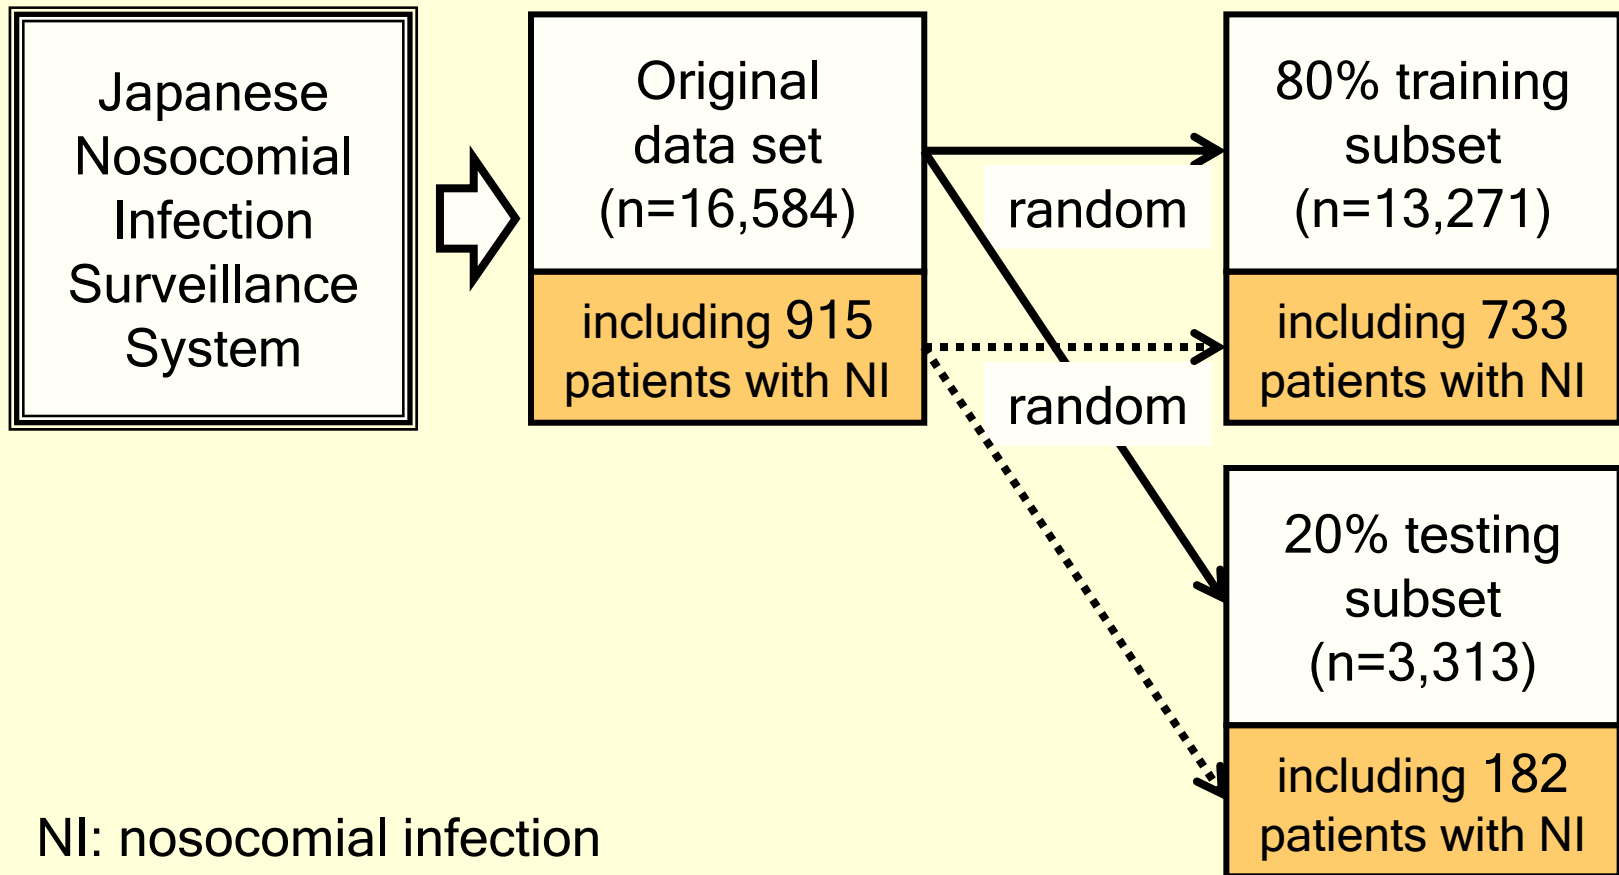 Japanese
Nosocomial
Infection
Surveillance
System
Original
data set
(n=16,584)
including 915
patients with NI
random
random
80% training
subset
(n=13,271)
including 733
patients with NI
20% testing
subset
(n=3,313)
including 182
patients with NI
NI: nosocomial infection